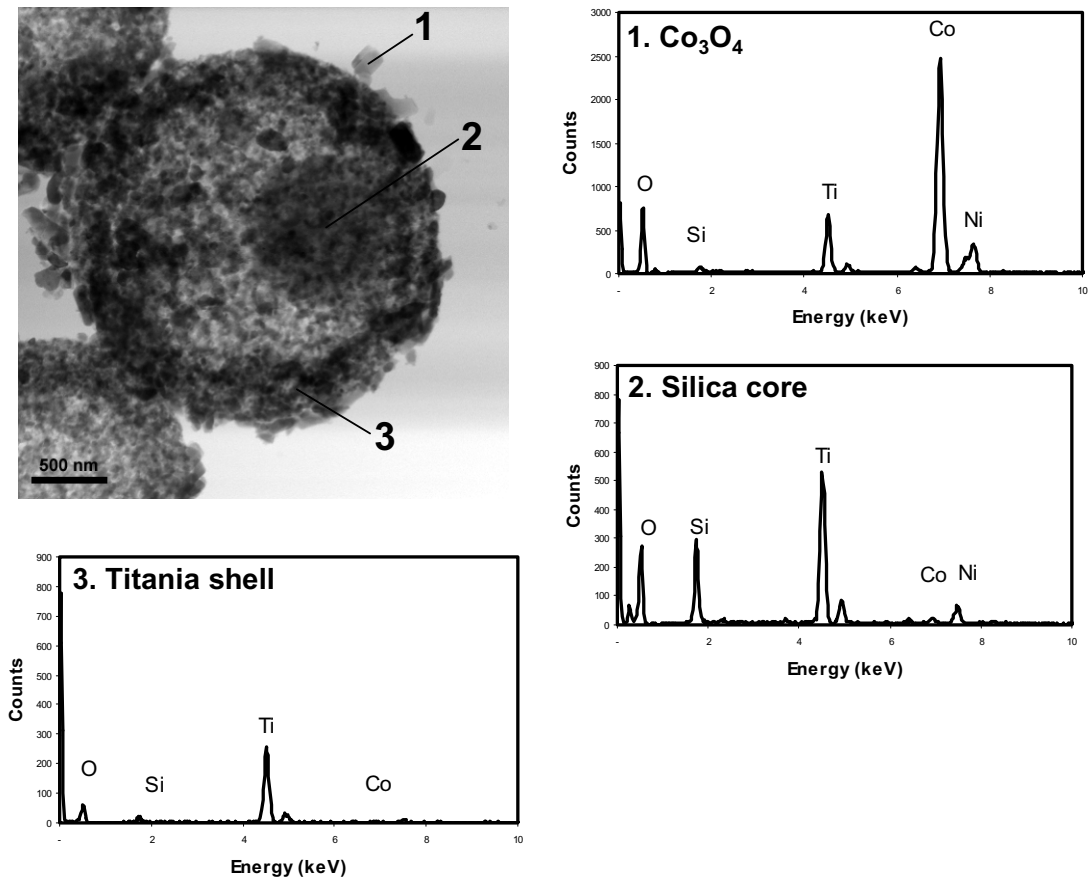 1
2
3
500 nm
1. Co₃O₄
Counts
3000
2500
2000
1500
1000
500
0
O
Si
Ti
Co
Ni
- 2 4 6 8 10
Energy (keV)
2. Silica core
Counts
900
800
700
600
500
400
300
200
100
0
O
Si
Ti
Co Ni
- 2 4 6 8 10
Energy (keV)
3. Titania shell
Counts
900
800
700
600
500
400
300
200
100
0
O
Si
Ti
Co
- 2 4 6 8 10
Energy (keV)